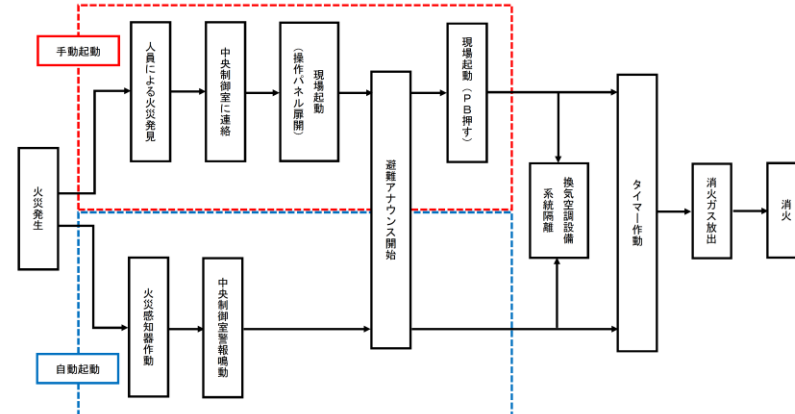 手動起動
人員による火災発見
中央制御室に連絡
現場起動
(操作パネル扉開)
現場起動(PB押す)
火災発生
避難アナウンス開始
換気空調設備
系統隔離
タイマー作動
消火ガス放出
消火
火災感知器作動
中央制御室警報鳴動
自動起動